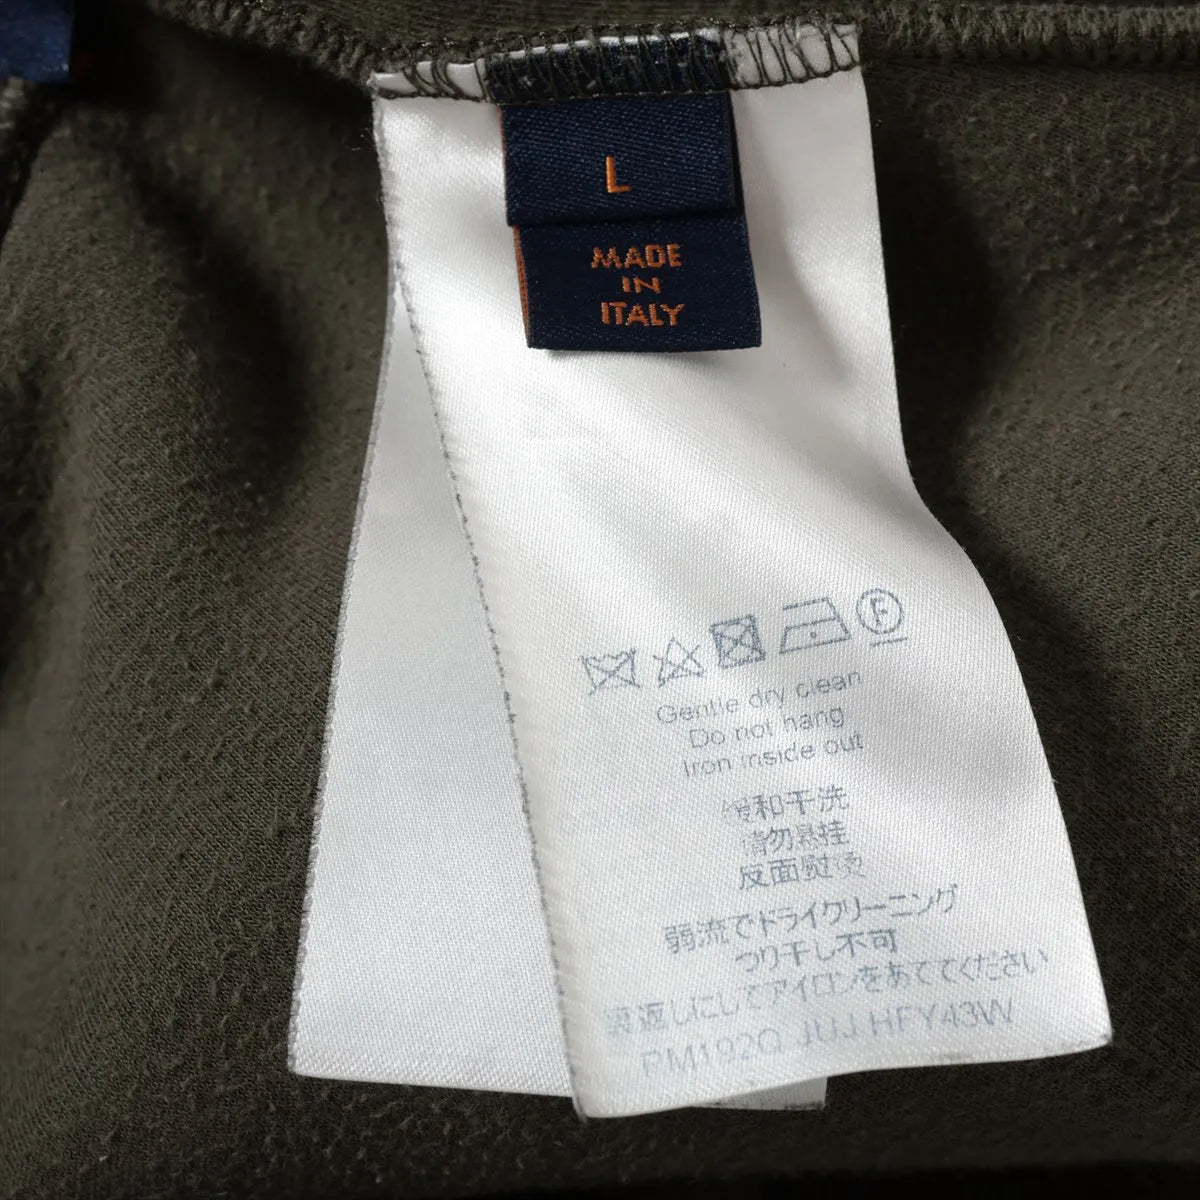 L
MADE
IN
ITALY
F
Gentle dry clean
Do not hang
Iron inside out
缓和干洗
请勿悬挂
反面熨烫
弱流でドライクリーニング
つり干し不可
裏返しにしてアイロンをあててください
RM192Q JUJ HFY43W